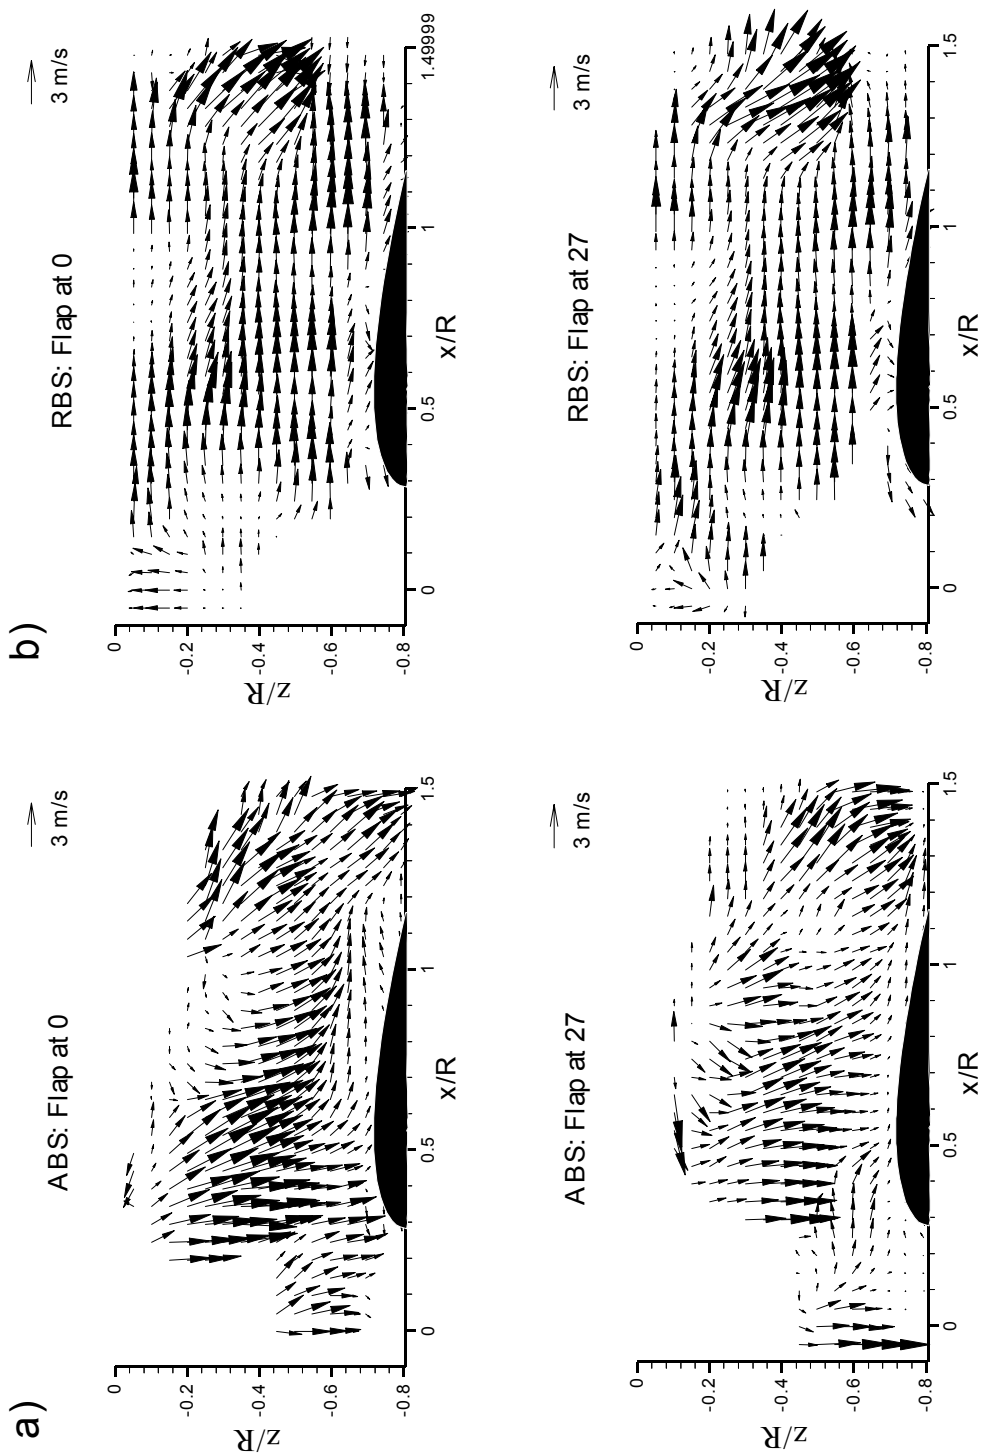 a)
ABS: Flap at 0
3 m/s
0
-0.2
-0.4
-0.6
-0.8
z/R
0
0.5
1
1.5
x/R
ABS: Flap at 27
3 m/s
0
-0.2
-0.4
-0.6
-0.8
z/R
0
0.5
1
1.5
x/R
b)
RBS: Flap at 0
3 m/s
0
-0.2
-0.4
-0.6
-0.8
z/R
0
0.5
1
1.49999
x/R
RBS: Flap at 27
3 m/s
0
-0.2
-0.4
-0.6
-0.8
z/R
0
0.5
1
1.5
x/R